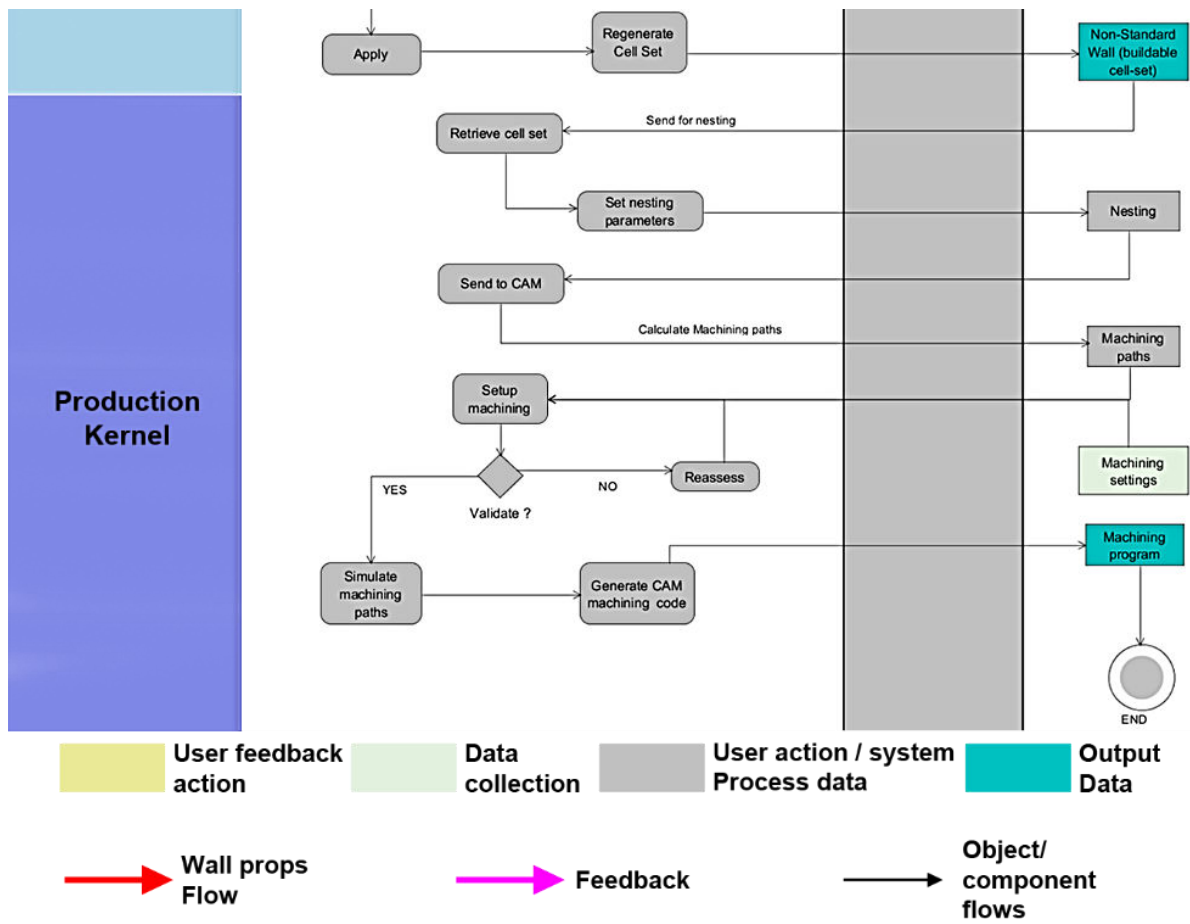 Apply
Regenerate
Cell Set
Non-Standard
Wall (buildable
cell-set)
Send for nesting
Retrieve cell set
Set nesting
parameters
Nesting
Send to CAM
Calculate Machining paths
Machining
paths
Production
Kernel
Setup
machining
Machining
settings
Reassess
YES
NO
Validate ?
Machining
program
Simulate
machining
paths
Generate CAM
machining code
END
User feedback
action
Data
collection
User action / system
Process data
Output
Data
Wall props
Flow
Feedback
Object/
component
flows